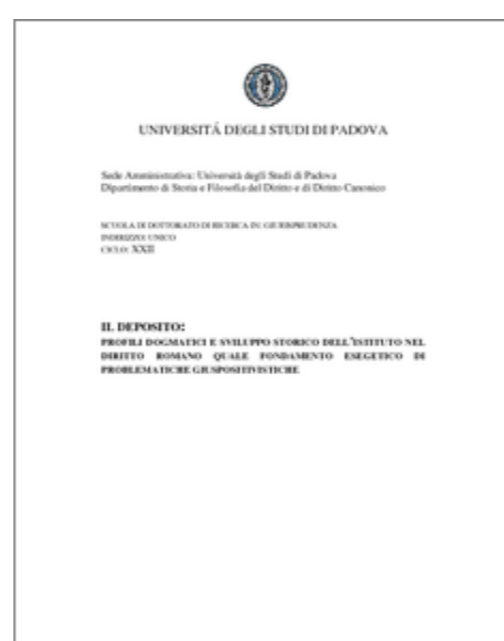 UNIVERSITÁ DEGLI STUDI DI PADOVA
Sede Amministrativa: Università degli Studi di Padova
Dipartimento di Storia e Filosofia del Diritto e di Diritto Canonico
SCUOLA DI DOTTORATO DI RICERCA IN: GIURISPRUDENZA
INDIRIZZO: UNICO
CICLO: XXII
IL DEPOSITO:
PROFILI DOGMATICI E SVILUPPO STORICO DELL'ISTITUTO NEL
DIRITTO ROMANO QUALE FONDAMENTO ESEGETICO DI
PROBLEMATICHE GIUSPOSITIVISTICHE